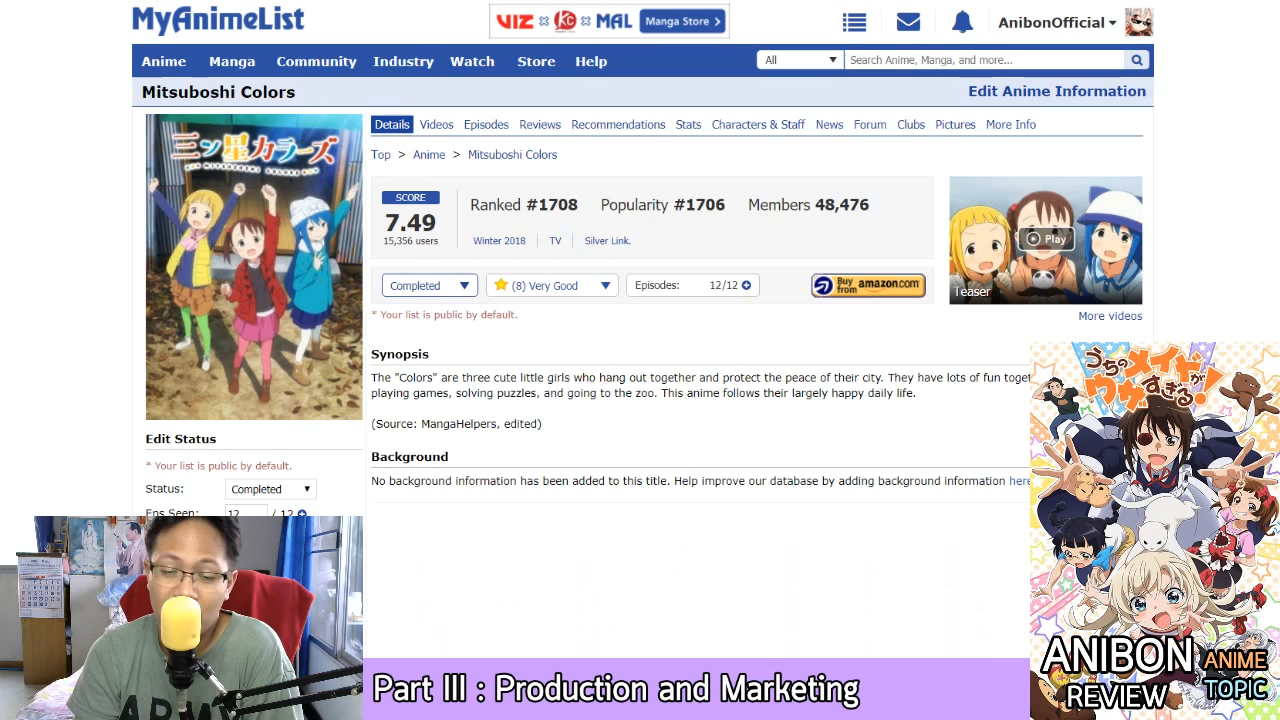 MyAnimeList
VIZ × KC × MAL Manga Store >
AnibonOfficial
Anime Manga Community Industry Watch Store Help
All Search Anime, Manga, and more...
Mitsuboshi Colors
Edit Anime Information
三ツ星カラーズ
MITSUBOSHI COLORS
Details Videos Episodes Reviews Recommendations Stats Characters & Staff News Forum Clubs Pictures More Info
Top > Anime > Mitsuboshi Colors
SCORE
7.49
15,356 users
Ranked #1708 Popularity #1706 Members 48,476
Winter 2018 TV Silver Link.
Play
Teaser
More videos
Completed (8) Very Good Episodes: 12/12
Buy from amazon.com
* Your list is public by default.
Synopsis
The "Colors" are three cute little girls who hang out together and protect the peace of their city. They have lots of fun toget
playing games, solving puzzles, and going to the zoo. This anime follows their largely happy daily life.
(Source: MangaHelpers, edited)
Background
No background information has been added to this title. Help improve our database by adding background information here
Edit Status
* Your list is public by default.
Status: Completed
Eps Seen: 12 / 12
ARMY
うちのメイドが
ウザすぎる!
ANIBON
REVIEW
ANIME
TOPIC
Part III : Production and Marketing